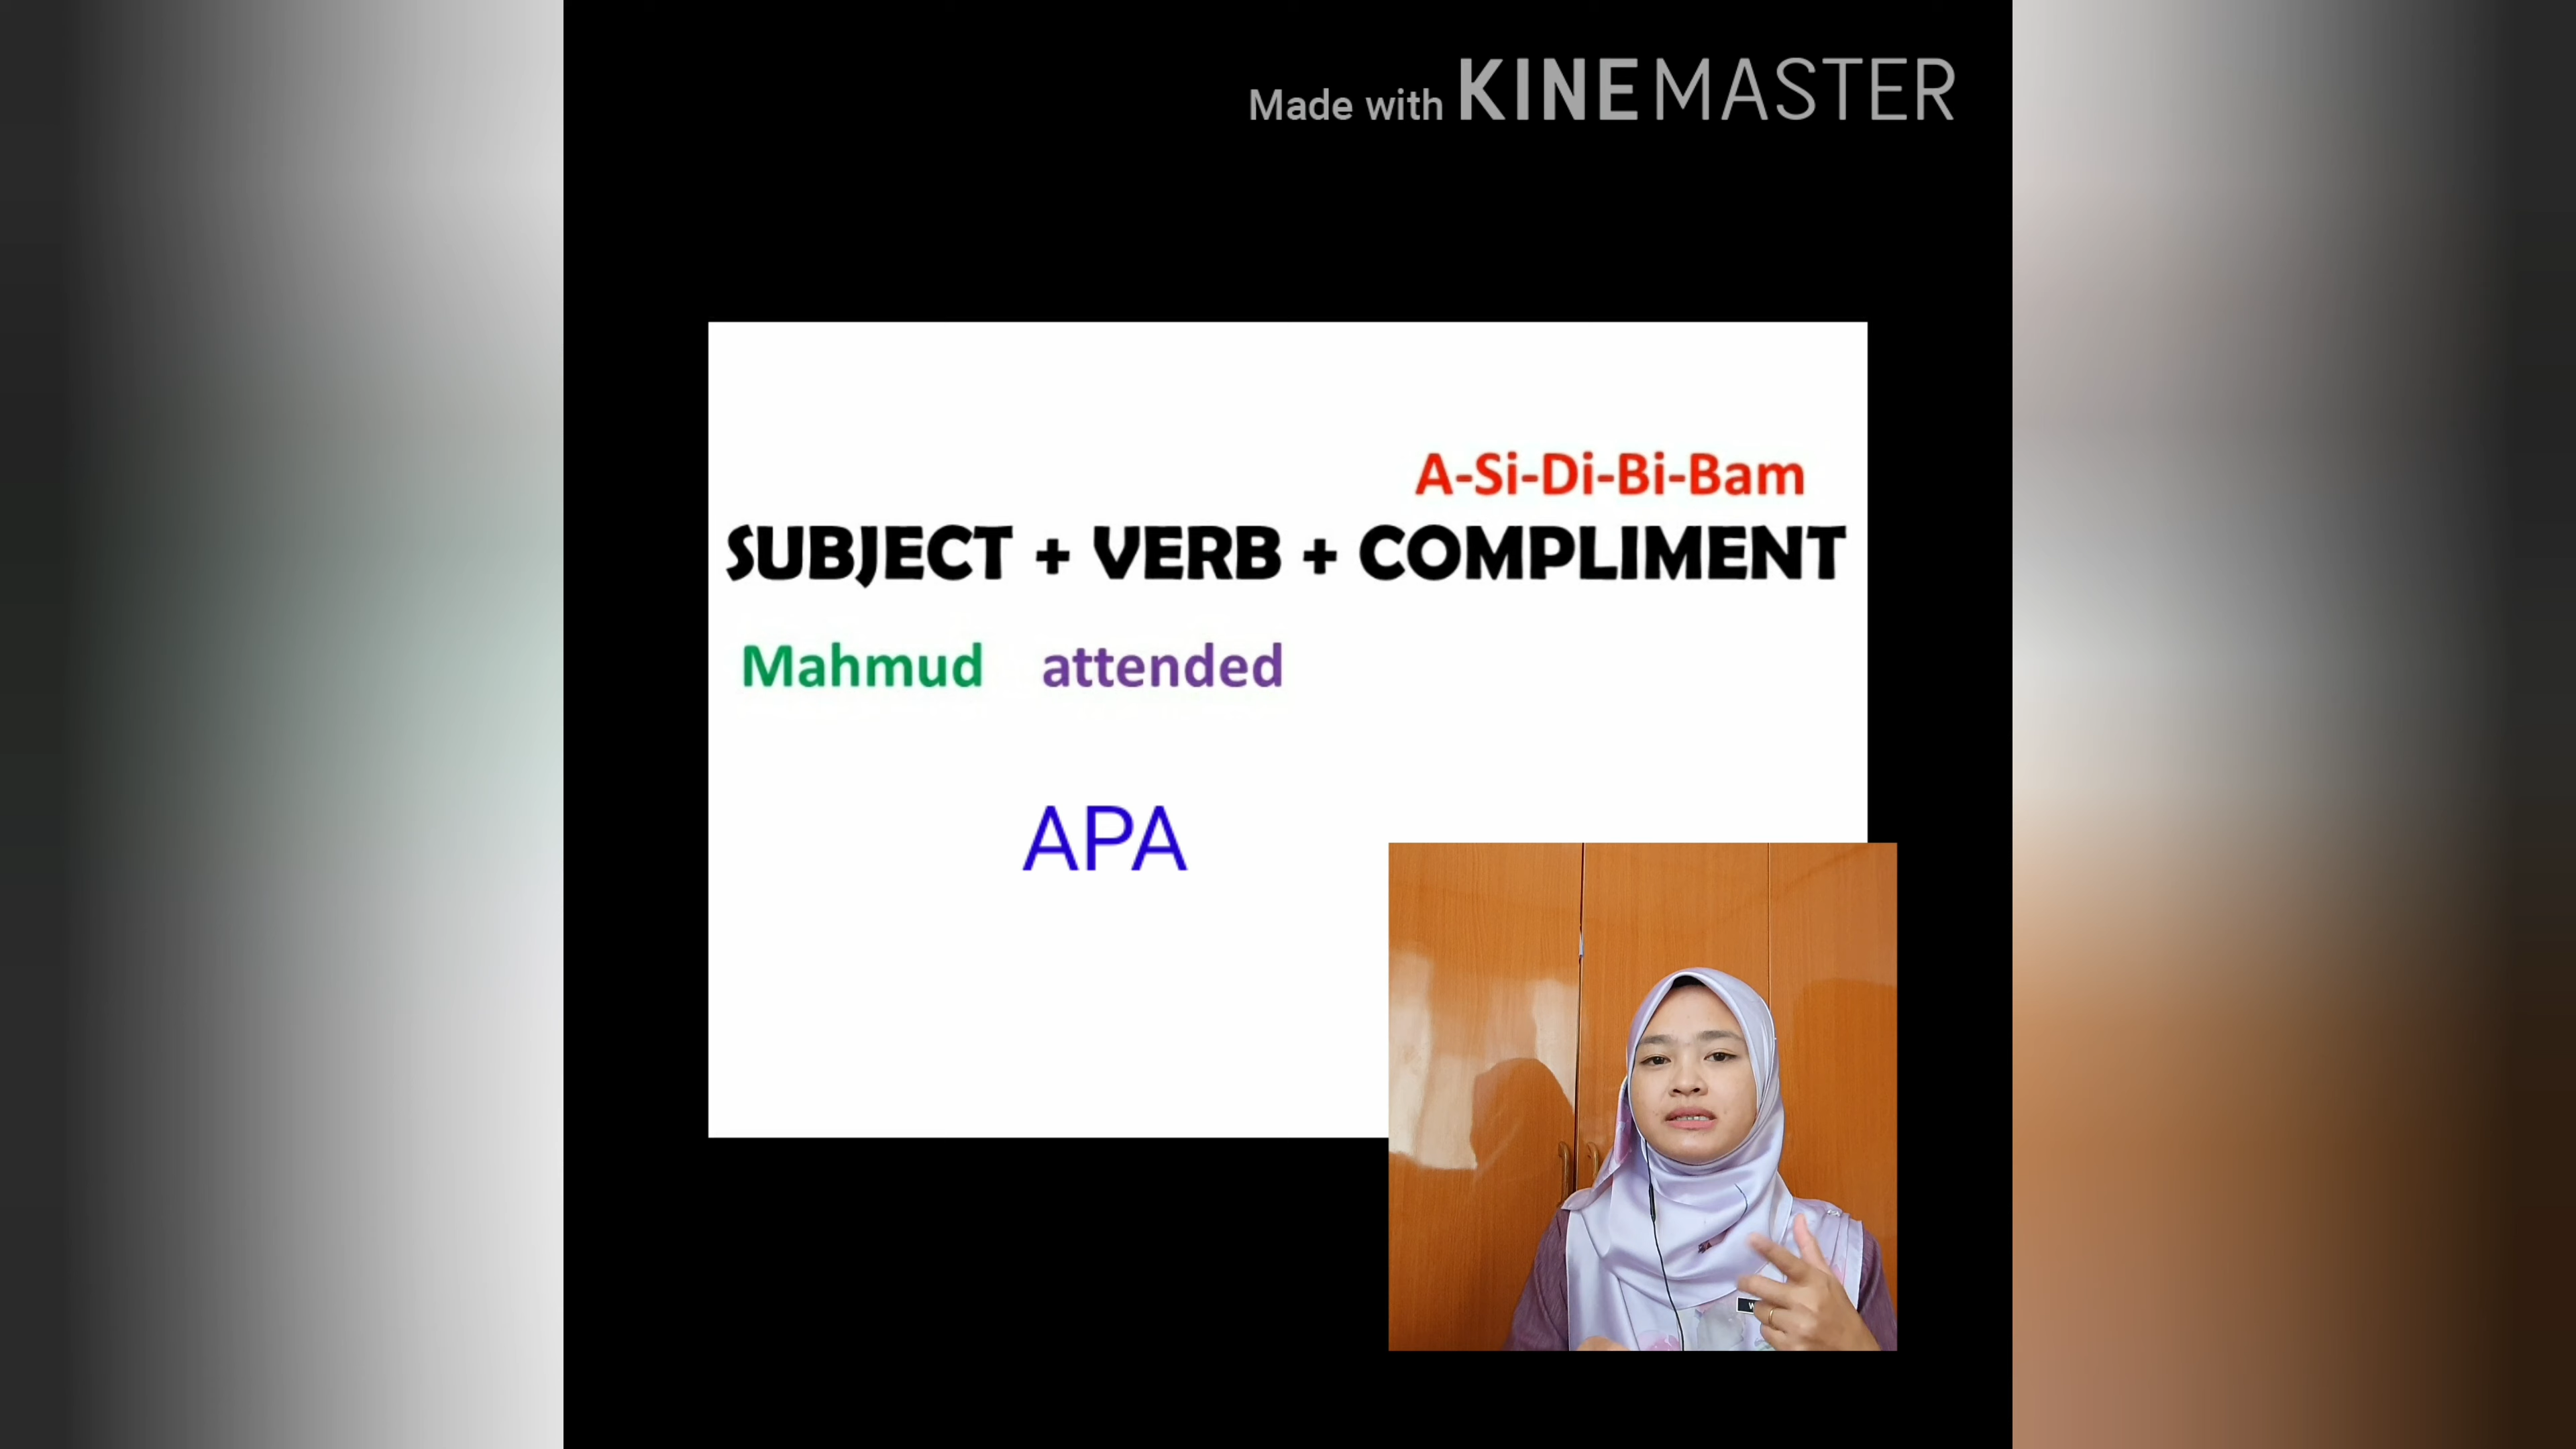 Made with KINEMASTER
A-Si-Di-Bi-Bam
SUBJECT + VERB + COMPLIMENT
Mahmud attended
APA